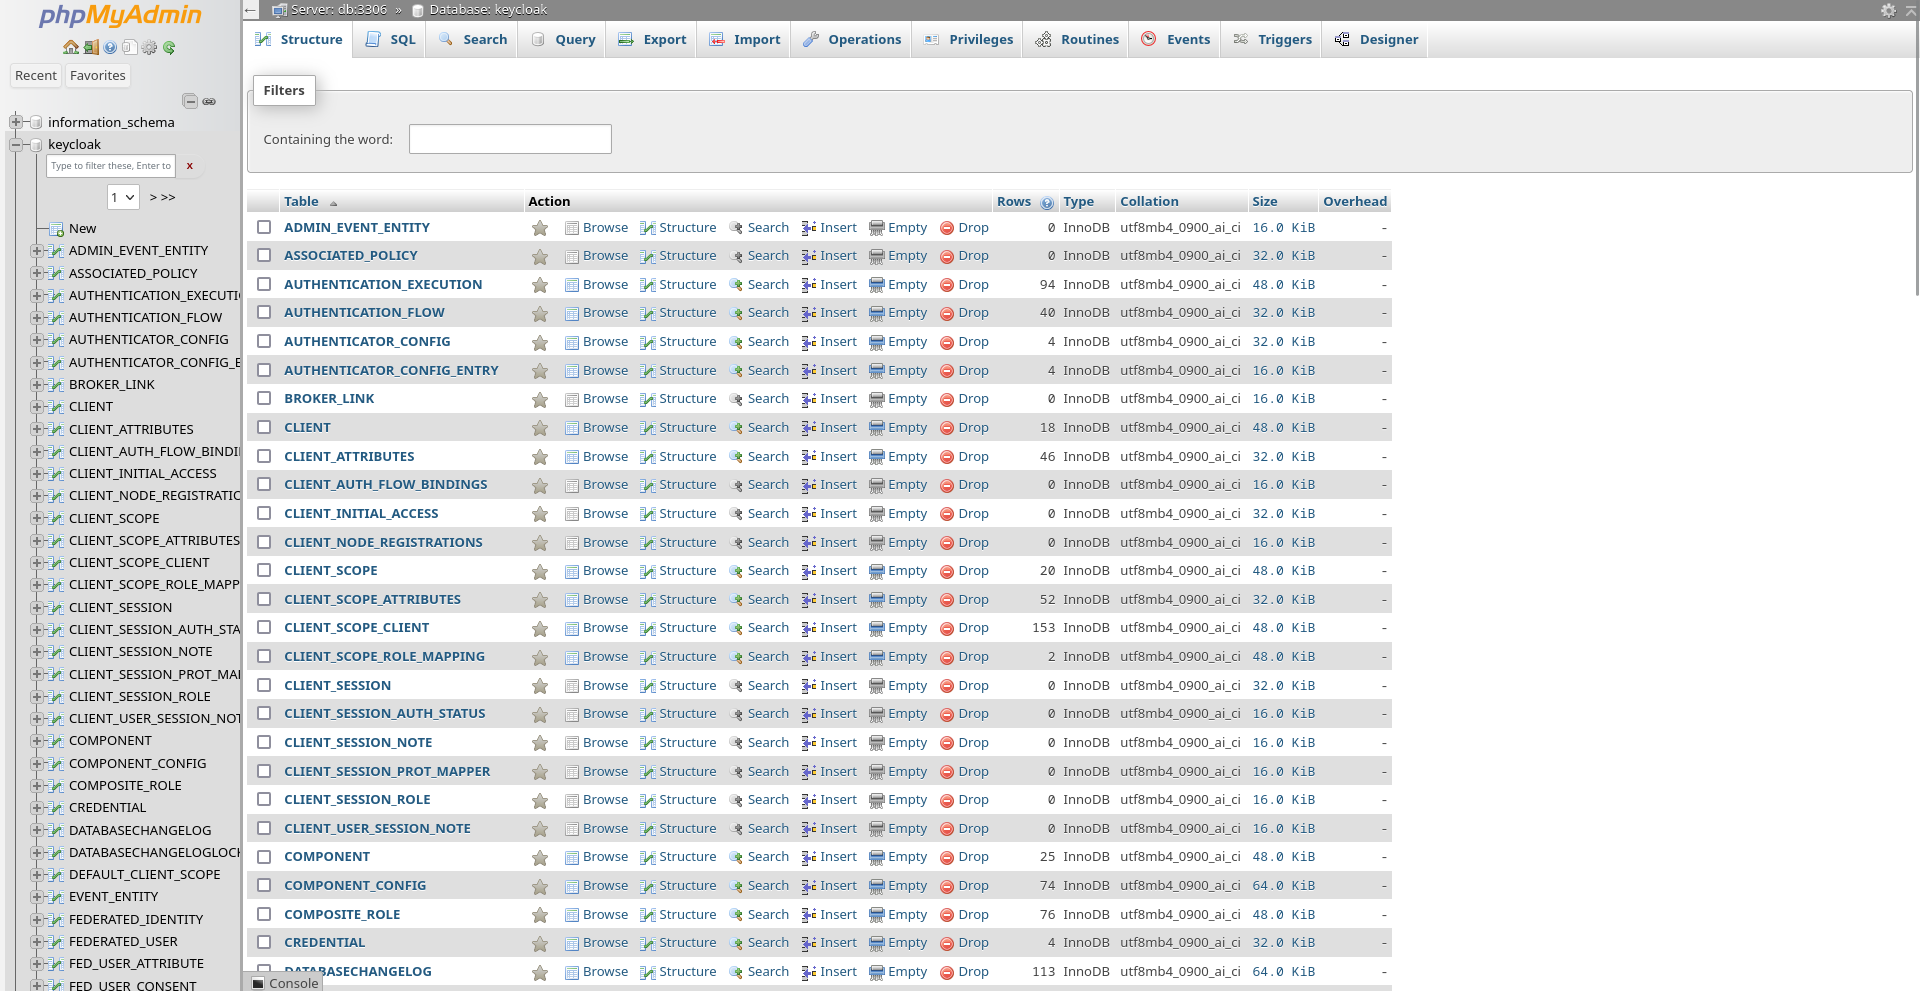 phpMyAdmin
Recent Favorites
information_schema
keycloak
Type to filter these, Enter to x
1 > >>
New
ADMIN_EVENT_ENTITY
ASSOCIATED_POLICY
AUTHENTICATION_EXECUTI
AUTHENTICATION_FLOW
AUTHENTICATOR_CONFIG
AUTHENTICATOR_CONFIG_E
BROKER_LINK
CLIENT
CLIENT_ATTRIBUTES
CLIENT_AUTH_FLOW_BINDI
CLIENT_INITIAL_ACCESS
CLIENT_NODE_REGISTRATIO
CLIENT_SCOPE
CLIENT_SCOPE_ATTRIBUTES
CLIENT_SCOPE_CLIENT
CLIENT_SCOPE_ROLE_MAPP
CLIENT_SESSION
CLIENT_SESSION_AUTH_STA
CLIENT_SESSION_NOTE
CLIENT_SESSION_PROT_MA
CLIENT_SESSION_ROLE
CLIENT_USER_SESSION_NOT
COMPONENT
COMPONENT_CONFIG
COMPOSITE_ROLE
CREDENTIAL
DATABASECHANGELOG
DATABASECHANGELOGLOCK
DEFAULT_CLIENT_SCOPE
EVENT_ENTITY
FEDERATED_IDENTITY
FEDERATED_USER
FED_USER_ATTRIBUTE
FED_USER_CONSENT
Server: db:3306 » Database: keycloak
Structure SQL Search Query Export Import Operations Privileges Routines Events Triggers Designer
Filters
Containing the word:
Table Action Rows Type Collation Size Overhead
ADMIN_EVENT_ENTITY Browse Structure Search Insert Empty Drop 0 InnoDB utf8mb4_0900_ai_ci 16.0 KiB -
ASSOCIATED_POLICY Browse Structure Search Insert Empty Drop 0 InnoDB utf8mb4_0900_ai_ci 32.0 KiB -
AUTHENTICATION_EXECUTION Browse Structure Search Insert Empty Drop 94 InnoDB utf8mb4_0900_ai_ci 48.0 KiB -
AUTHENTICATION_FLOW Browse Structure Search Insert Empty Drop 40 InnoDB utf8mb4_0900_ai_ci 32.0 KiB -
AUTHENTICATOR_CONFIG Browse Structure Search Insert Empty Drop 4 InnoDB utf8mb4_0900_ai_ci 32.0 KiB -
AUTHENTICATOR_CONFIG_ENTRY Browse Structure Search Insert Empty Drop 4 InnoDB utf8mb4_0900_ai_ci 16.0 KiB -
BROKER_LINK Browse Structure Search Insert Empty Drop 0 InnoDB utf8mb4_0900_ai_ci 16.0 KiB -
CLIENT Browse Structure Search Insert Empty Drop 18 InnoDB utf8mb4_0900_ai_ci 48.0 KiB -
CLIENT_ATTRIBUTES Browse Structure Search Insert Empty Drop 46 InnoDB utf8mb4_0900_ai_ci 32.0 KiB -
CLIENT_AUTH_FLOW_BINDINGS Browse Structure Search Insert Empty Drop 0 InnoDB utf8mb4_0900_ai_ci 16.0 KiB -
CLIENT_INITIAL_ACCESS Browse Structure Search Insert Empty Drop 0 InnoDB utf8mb4_0900_ai_ci 32.0 KiB -
CLIENT_NODE_REGISTRATIONS Browse Structure Search Insert Empty Drop 0 InnoDB utf8mb4_0900_ai_ci 16.0 KiB -
CLIENT_SCOPE Browse Structure Search Insert Empty Drop 20 InnoDB utf8mb4_0900_ai_ci 48.0 KiB -
CLIENT_SCOPE_ATTRIBUTES Browse Structure Search Insert Empty Drop 52 InnoDB utf8mb4_0900_ai_ci 32.0 KiB -
CLIENT_SCOPE_CLIENT Browse Structure Search Insert Empty Drop 153 InnoDB utf8mb4_0900_ai_ci 48.0 KiB -
CLIENT_SCOPE_ROLE_MAPPING Browse Structure Search Insert Empty Drop 2 InnoDB utf8mb4_0900_ai_ci 48.0 KiB -
CLIENT_SESSION Browse Structure Search Insert Empty Drop 0 InnoDB utf8mb4_0900_ai_ci 32.0 KiB -
CLIENT_SESSION_AUTH_STATUS Browse Structure Search Insert Empty Drop 0 InnoDB utf8mb4_0900_ai_ci 16.0 KiB -
CLIENT_SESSION_NOTE Browse Structure Search Insert Empty Drop 0 InnoDB utf8mb4_0900_ai_ci 16.0 KiB -
CLIENT_SESSION_PROT_MAPPER Browse Structure Search Insert Empty Drop 0 InnoDB utf8mb4_0900_ai_ci 16.0 KiB -
CLIENT_SESSION_ROLE Browse Structure Search Insert Empty Drop 0 InnoDB utf8mb4_0900_ai_ci 16.0 KiB -
CLIENT_USER_SESSION_NOTE Browse Structure Search Insert Empty Drop 0 InnoDB utf8mb4_0900_ai_ci 16.0 KiB -
COMPONENT Browse Structure Search Insert Empty Drop 25 InnoDB utf8mb4_0900_ai_ci 48.0 KiB -
COMPONENT_CONFIG Browse Structure Search Insert Empty Drop 74 InnoDB utf8mb4_0900_ai_ci 64.0 KiB -
COMPOSITE_ROLE Browse Structure Search Insert Empty Drop 76 InnoDB utf8mb4_0900_ai_ci 48.0 KiB -
CREDENTIAL Browse Structure Search Insert Empty Drop 4 InnoDB utf8mb4_0900_ai_ci 32.0 KiB -
DATABASECHANGELOG Browse Structure Search Insert Empty Drop 113 InnoDB utf8mb4_0900_ai_ci 64.0 KiB -
Console